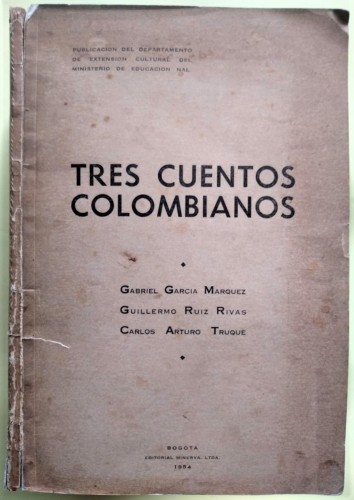 PUBLICACION DEL DEPARTAMENTO
DE EXTENSION CULTURAL DEL
MINISTERIO DE EDUCACION NAL.
TRES CUENTOS
COLOMBIANOS
GABRIEL GARCIA MARQUEZ
GUILLERMO RUIZ RIVAS
CARLOS ARTURO TRUQUE
BOGOTA
EDITORIAL MINERVA, LTDA.
1954